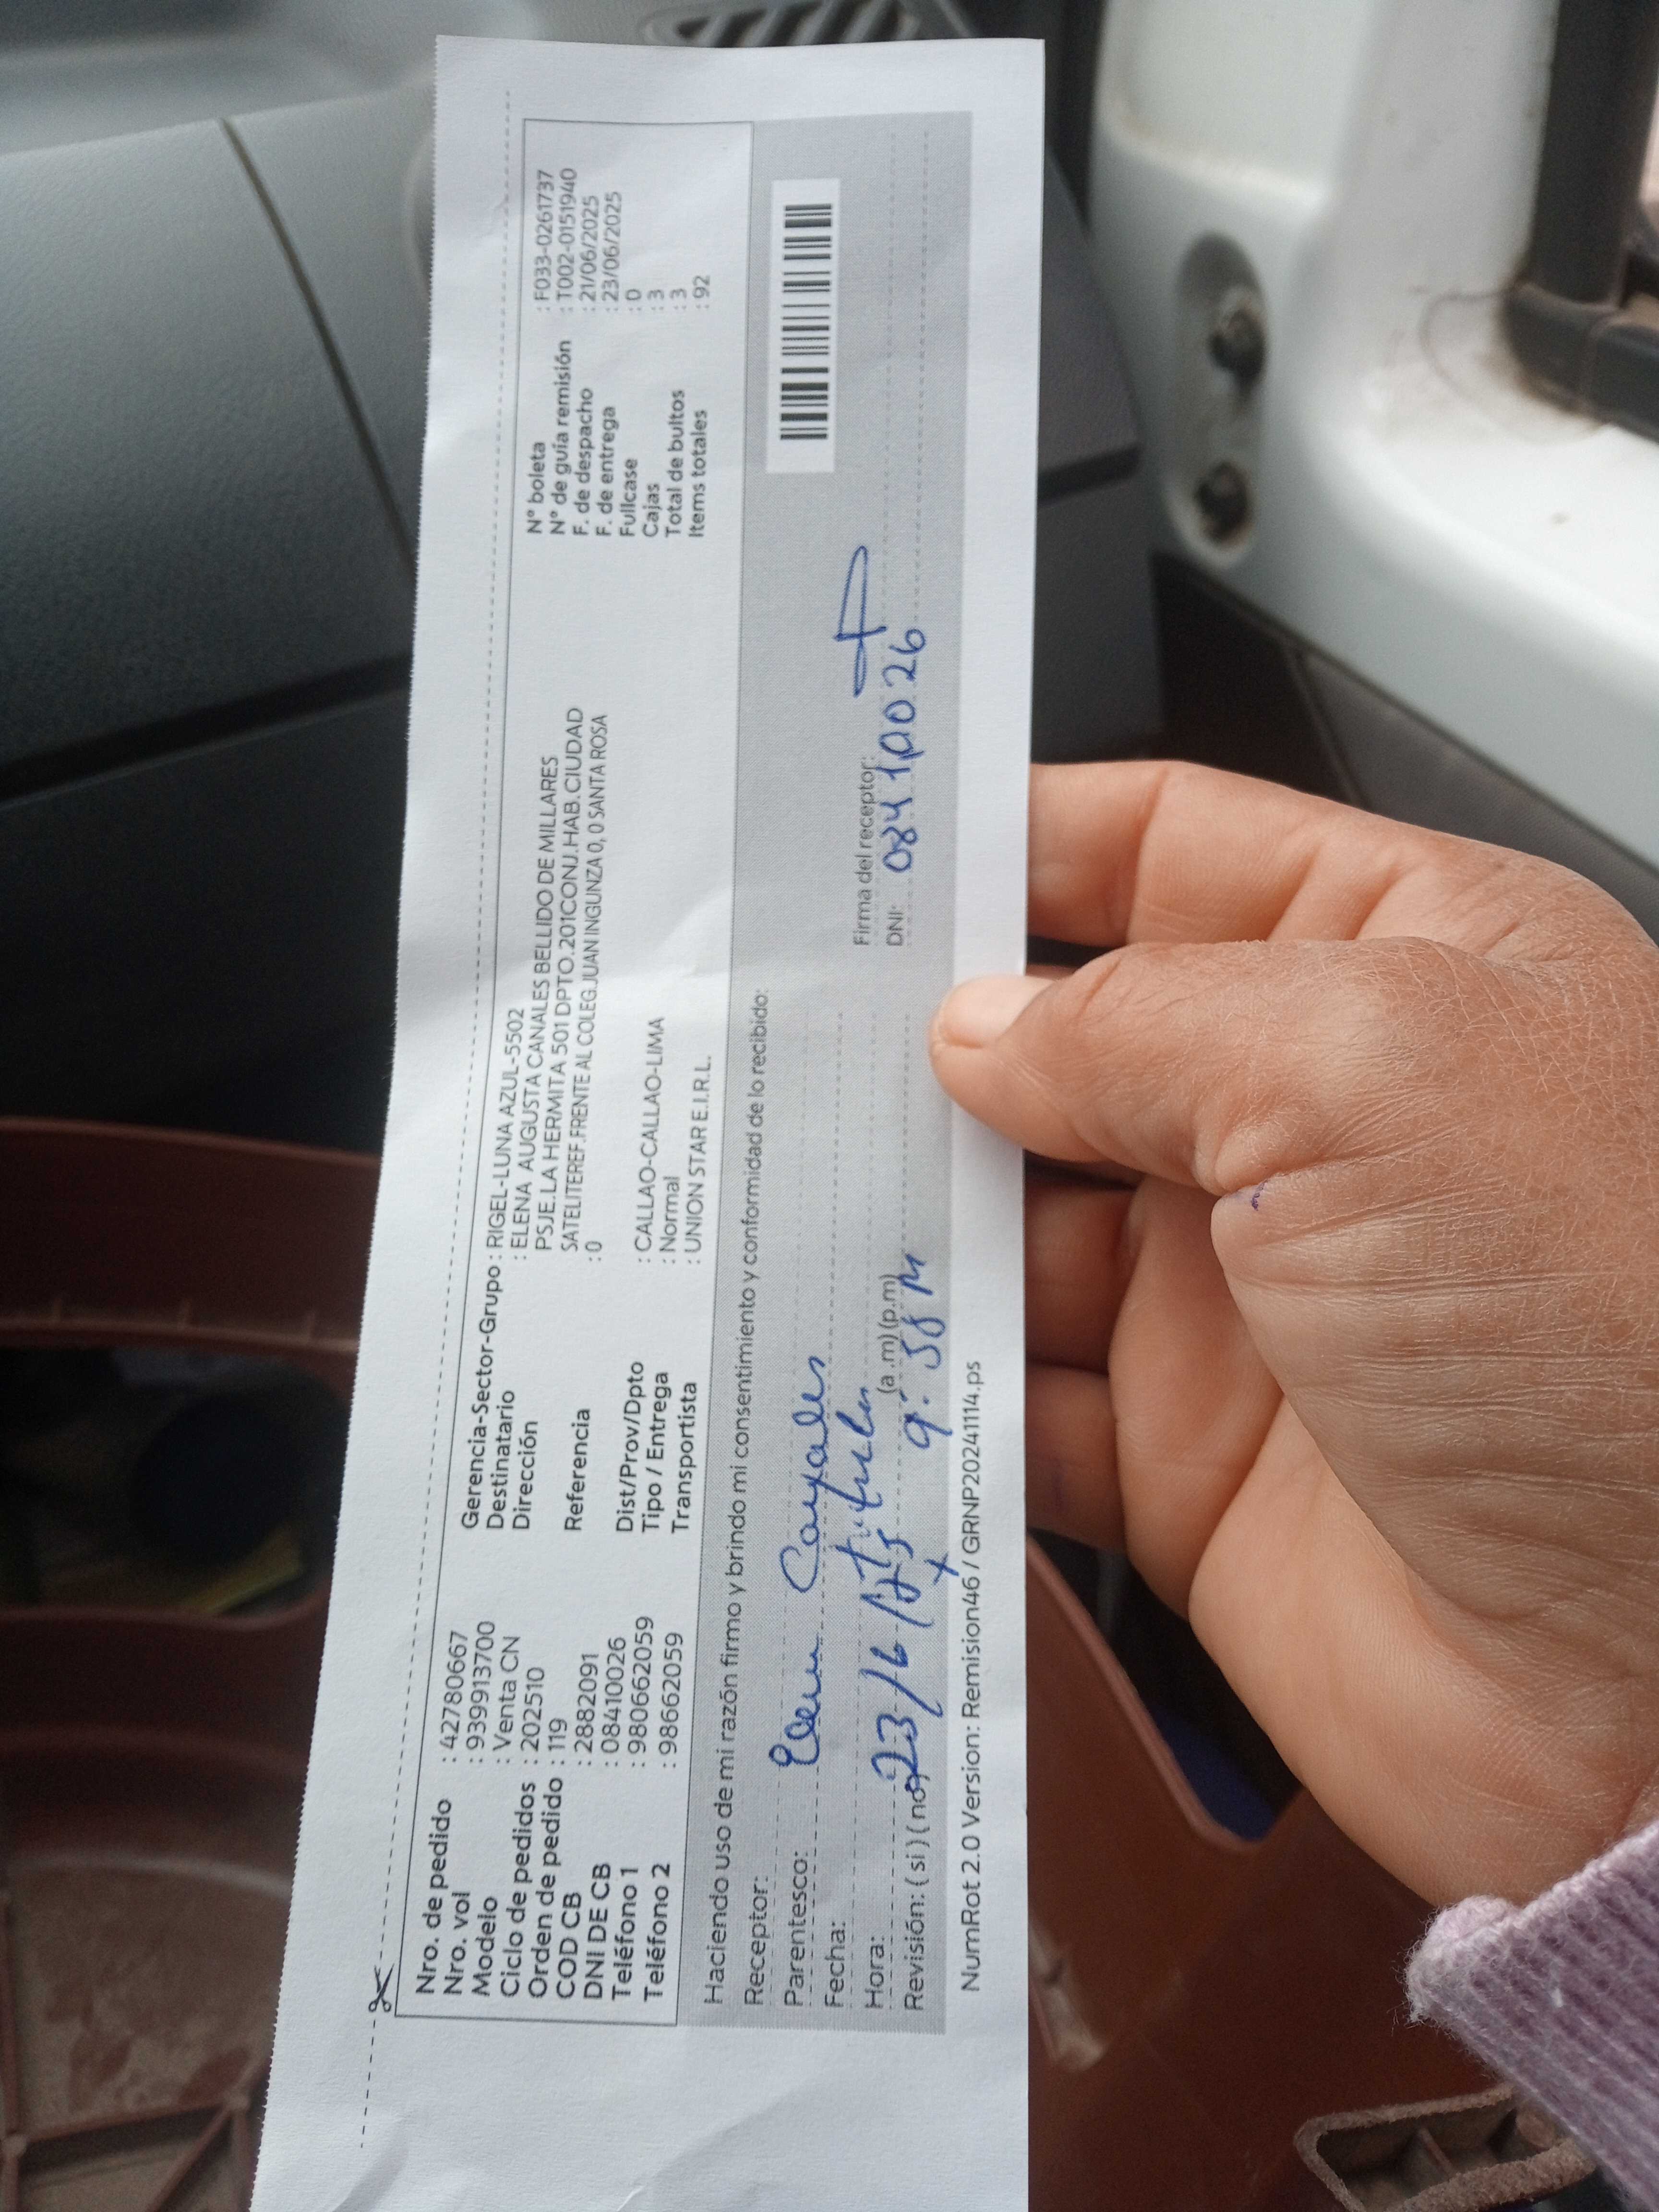 Nro. de pedido : 42780667
Nro. vol : 939913700
Modelo : Venta CN
Ciclo de pedidos : 202510
Orden de pedido : 119
COD CB : 2882091
DNI DE CB : 08410026
Teléfono 1 : 980662059
Teléfono 2 : 98662059
Gerencia-Sector-Grupo : RIGEL-LUNA AZUL-5502
Destinatario : ELENA AUGUSTA CANALES BELLIDO DE MILLARES
Dirección PSJE.LA HERMITA 501 DPTO.201CONJ.HAB.CIUDAD
SATELITEREF.FRENTE AL COLEG.JUAN INGUNZA 0, 0 SANTA ROSA
Referencia : 0
Dist/Prov/Dpto : CALLAO-CALLAO-LIMA
Tipo / Entrega : Normal
Transportista : UNION STAR E.I.R.L.
N° boleta : F033-0261737
N° de guía remisión : T002-0151940
F. de despacho : 21/06/2025
F. de entrega : 23/06/2025
Fullcase : 0
Cajas : 3
Total de bultos : 3
Items totales : 92
Haciendo uso de mi razón firmo y brindo mi consentimiento y conformidad de lo recibido:
Receptor:
Parentesco:
Fecha: 23/6/
Hora: (a.m) (p.m) 9:58
Revisión: ( si ) ( no )
Firma del receptor:
DNI: 08410026
NumRot 2.0 Version: Remision46 / GRNP20241114.ps